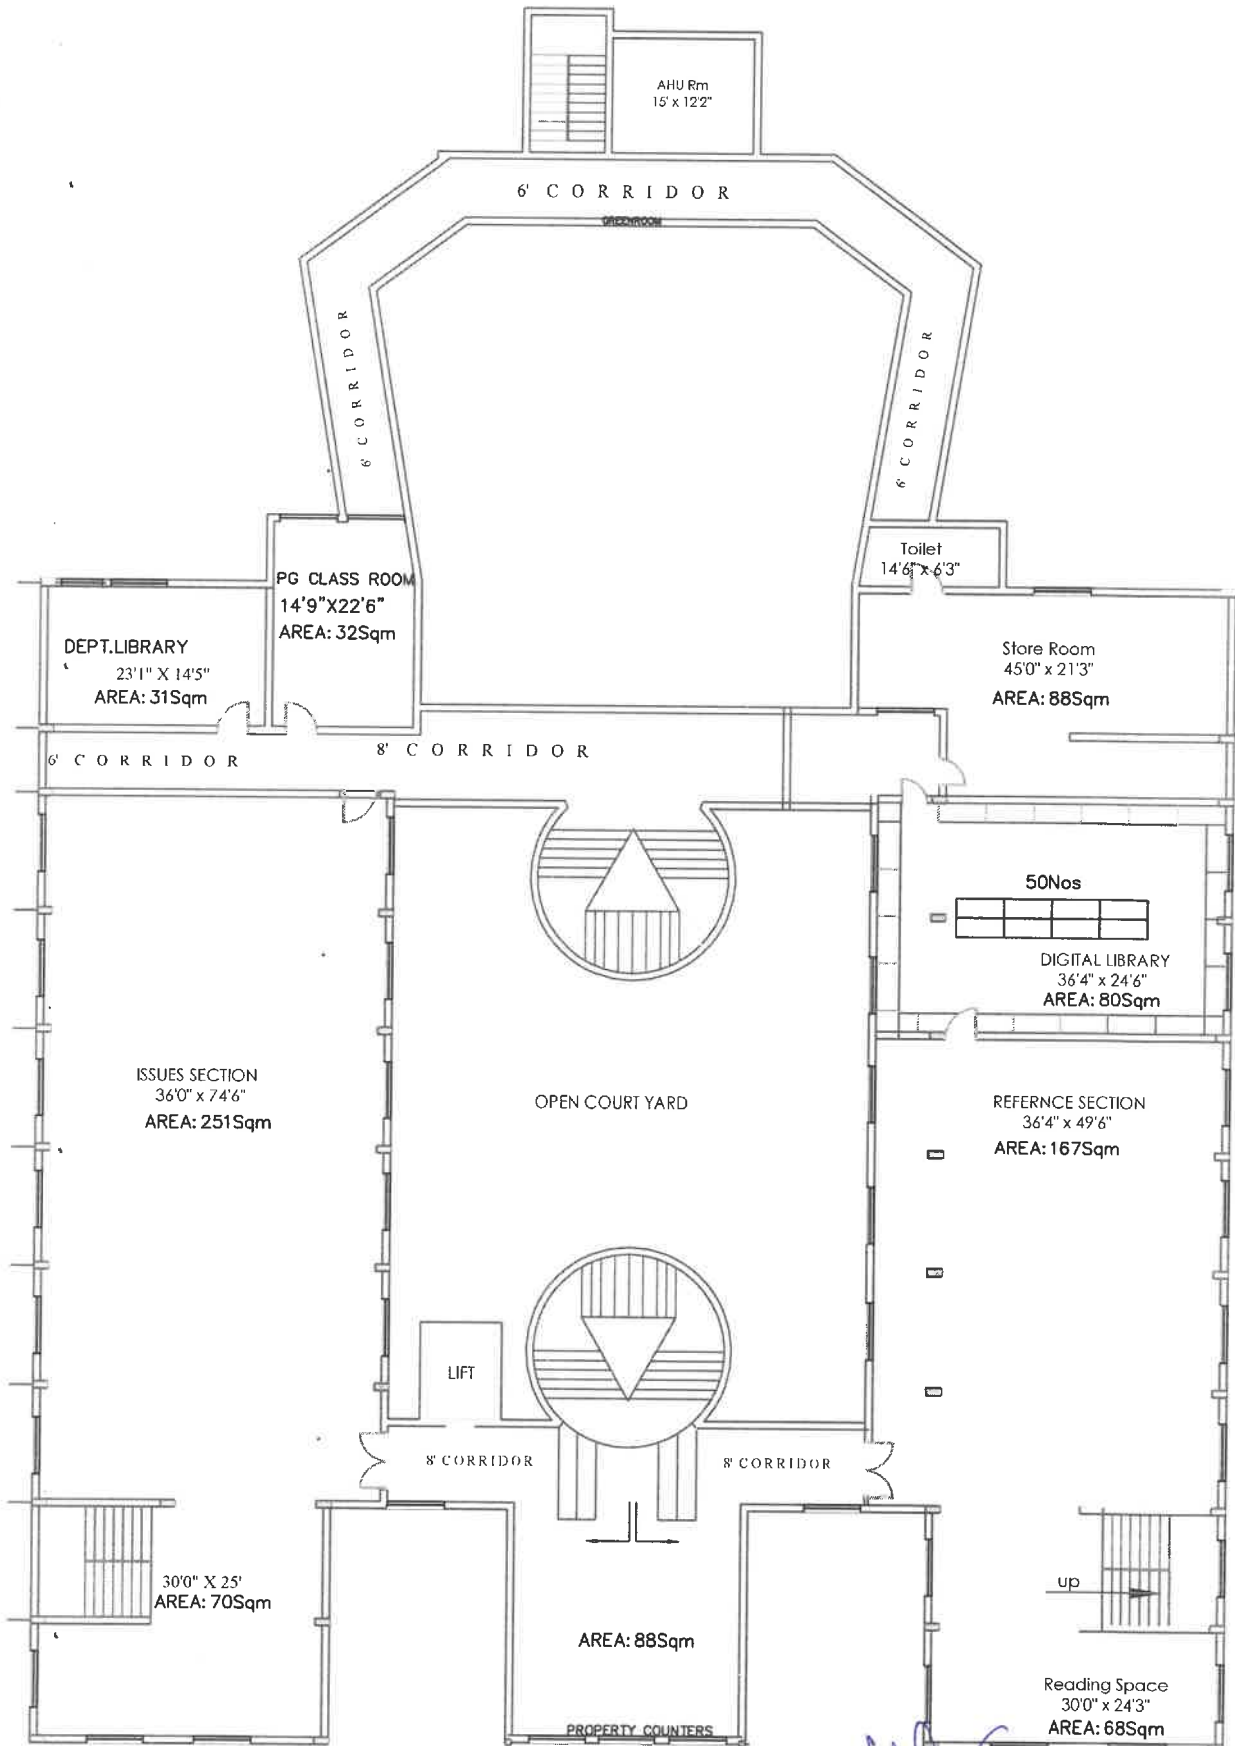 AHU Rm
15' x 12'2"
6' CORRIDOR
GREENROOM
6' CORRIDOR
6' CORRIDOR
Toilet
14'6" x 6'3"
PG CLASS ROOM
14'9"X22'6"
AREA: 32Sqm
DEPT.LIBRARY
23'1" X 14'5"
AREA: 31Sqm
Store Room
45'0" x 21'3"
AREA: 88Sqm
6' CORRIDOR
8' CORRIDOR
50Nos
DIGITAL LIBRARY
36'4" x 24'6"
AREA: 80Sqm
ISSUES SECTION
36'0" x 74'6"
AREA: 251Sqm
OPEN COURT YARD
REFERNCE SECTION
36'4" x 49'6"
AREA: 167Sqm
LIFT
8' CORRIDOR
8' CORRIDOR
30'0" X 25'
AREA: 70Sqm
up
AREA: 88Sqm
Reading Space
30'0" x 24'3"
AREA: 68Sqm
PROPERTY COUNTERS